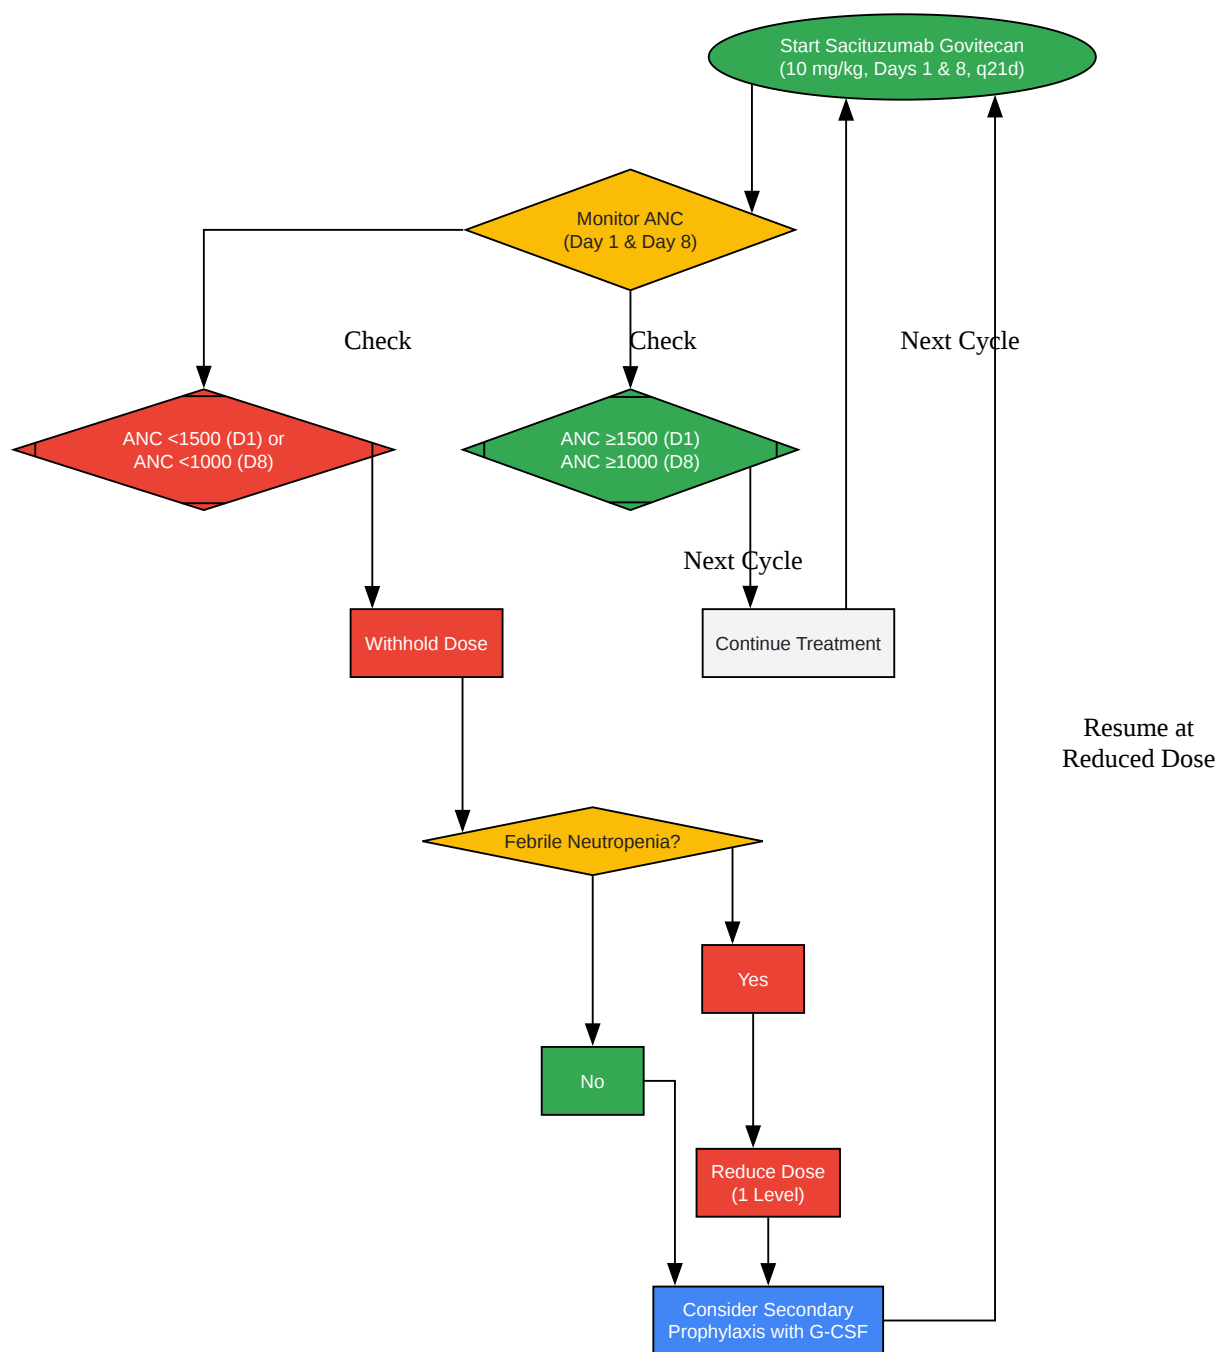 Start Sacituzumab Govitecan
(10 mg/kg, Days 1 & 8, q21d)
Monitor ANC
(Day 1 & Day 8)
Check
Check
Next Cycle
ANC <1500 (D1) or
ANC <1000 (D8)
ANC ≥1500 (D1)
ANC ≥1000 (D8)
Next Cycle
Withhold Dose
Continue Treatment
Resume at
Reduced Dose
Febrile Neutropenia?
Yes
No
Reduce Dose
(1 Level)
Consider Secondary
Prophylaxis with G-CSF